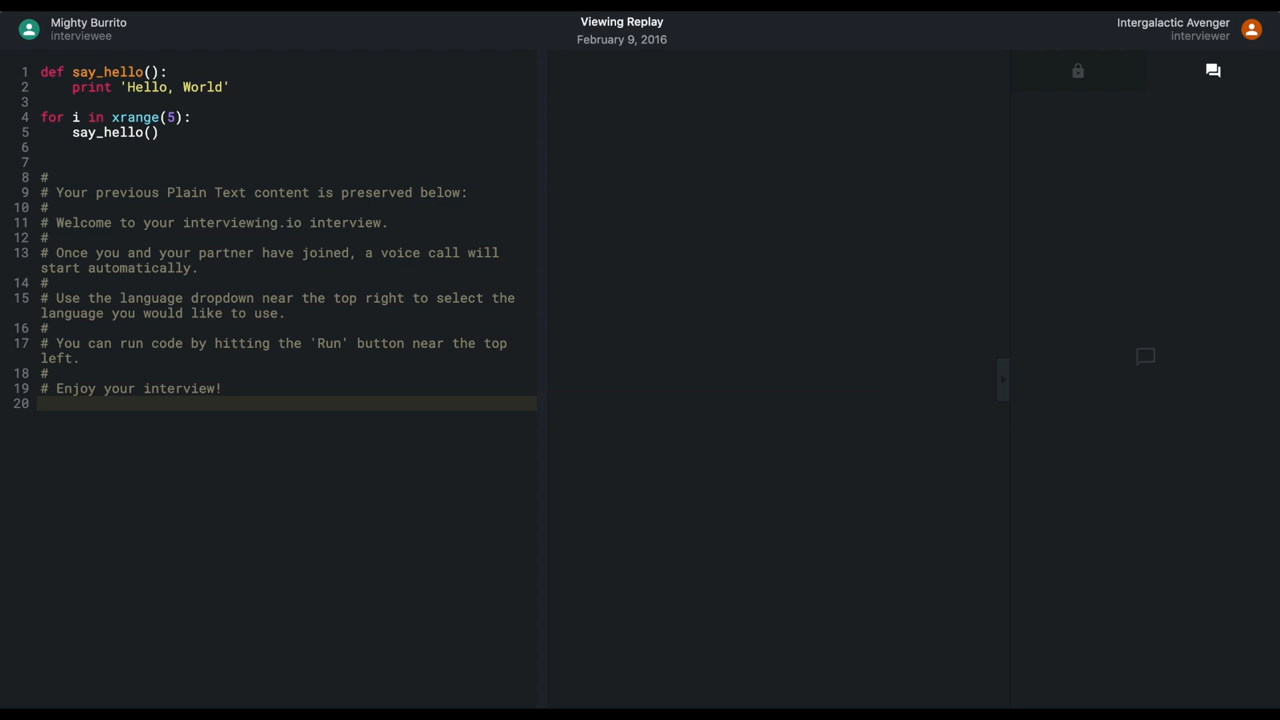 Mighty Burrito
interviewee
Viewing Replay
February 9, 2016
Intergalactic Avenger
interviewer
1 def say_hello():
2     print 'Hello, World'
3
4 for i in xrange(5):
5     say_hello()
6
7
8 #
9 # Your previous Plain Text content is preserved below:
10 #
11 # Welcome to your interviewing.io interview.
12 #
13 # Once you and your partner have joined, a voice call will
start automatically.
14 #
15 # Use the language dropdown near the top right to select the
language you would like to use.
16 #
17 # You can run code by hitting the 'Run' button near the top
left.
18 #
19 # Enjoy your interview!
20